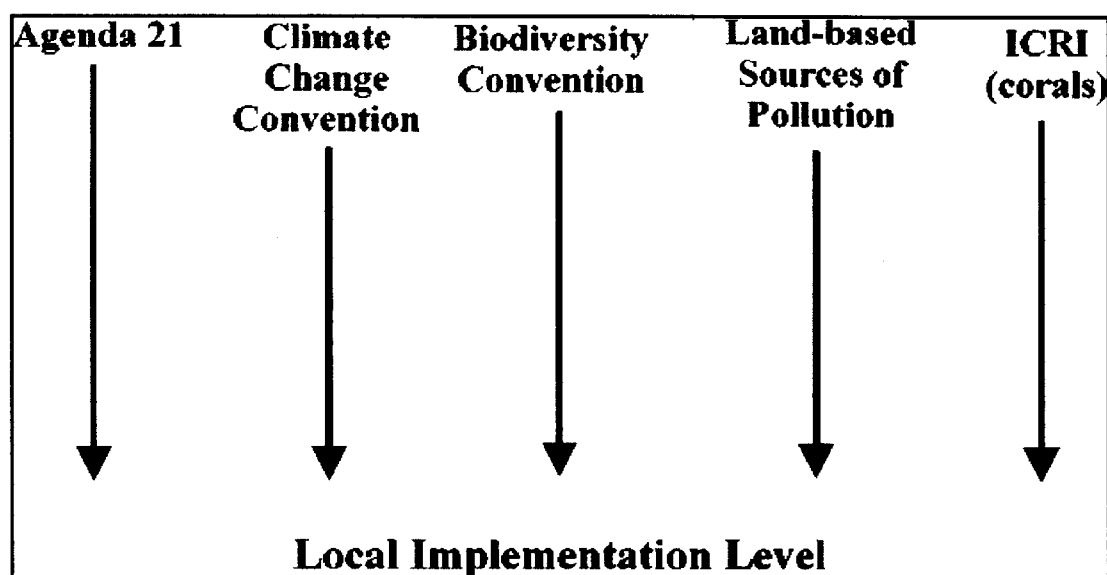 Agenda 21
Climate
Change
Convention
Biodiversity
Convention
Land-based
Sources of
Pollution
ICRI
(corals)
Local Implementation Level